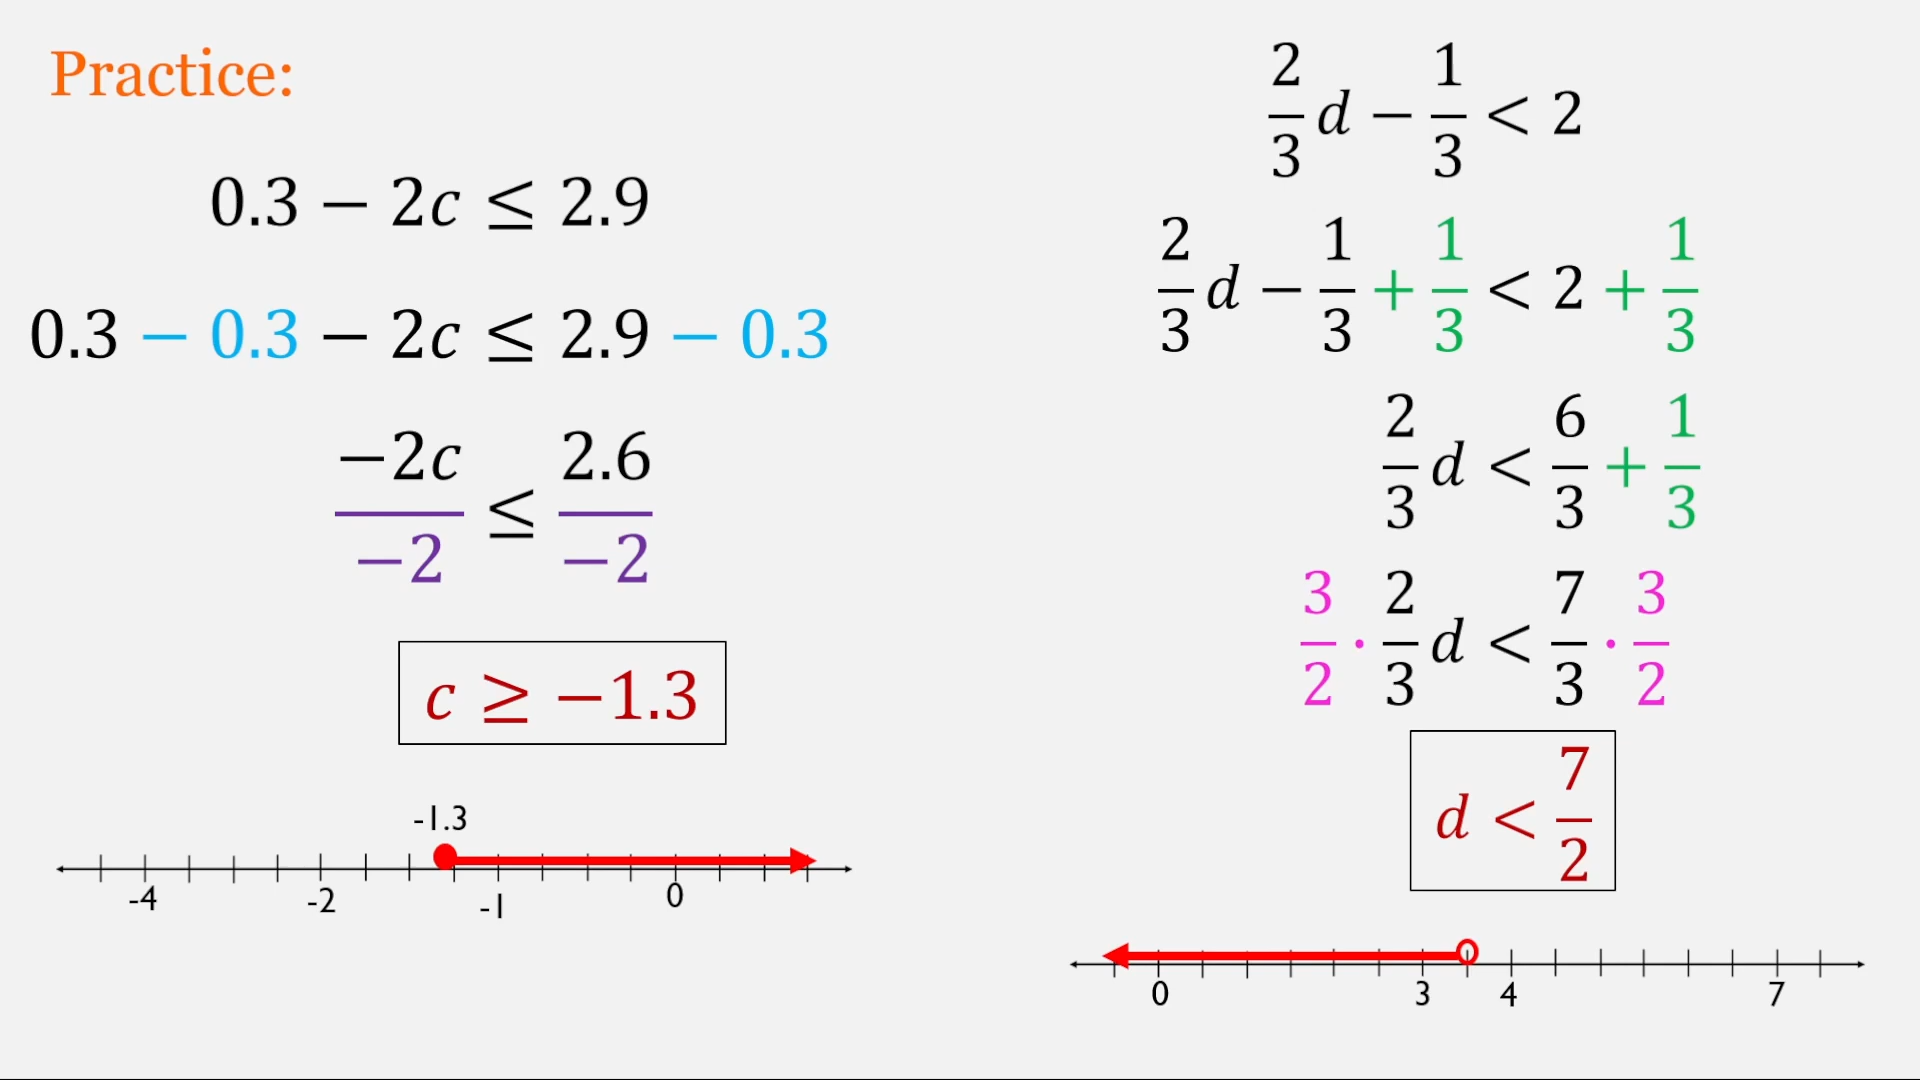 Practice:
0.3 − 2c ≤ 2.9
0.3 − 0.3 − 2c ≤ 2.9 − 0.3
−2c/−2 ≤ 2.6/−2
c ≥ −1.3
-1.3
-4 -2 -1 0
2/3 d − 1/3 < 2
2/3 d − 1/3 + 1/3 < 2 + 1/3
2/3 d < 6/3 + 1/3
3/2 · 2/3 d < 7/3 · 3/2
d < 7/2
0 3 4 7